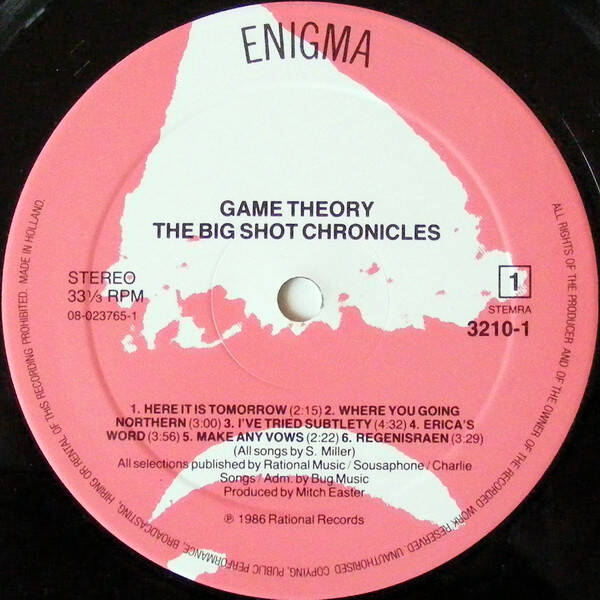 ENIGMA
GAME THEORY
THE BIG SHOT CHRONICLES
STEREO
33⅓ RPM
08-023765-1
1
STEMRA
3210-1
1. HERE IT IS TOMORROW (2:15) 2. WHERE YOU GOING
NORTHERN (3:00) 3. I'VE TRIED SUBTLETY (4:32) 4. ERICA'S
WORD (3:56) 5. MAKE ANY VOWS (2:22) 6. REGENISRAEN (3:29)
(All songs by S. Miller)
All selections published by Rational Music / Sousaphone / Charlie
Songs / Adm. by Bug Music
Produced by Mitch Easter
℗ 1986 Rational Records
ALL RIGHTS OF THE PRODUCER AND OF THE OWNER OF THE RECORDED WORK RESERVED. UNAUTHORISED COPYING, PUBLIC PERFORMANCE, BROADCASTING, HIRING OR RENTAL OF THIS RECORDING PROHIBITED. MADE IN HOLLAND.